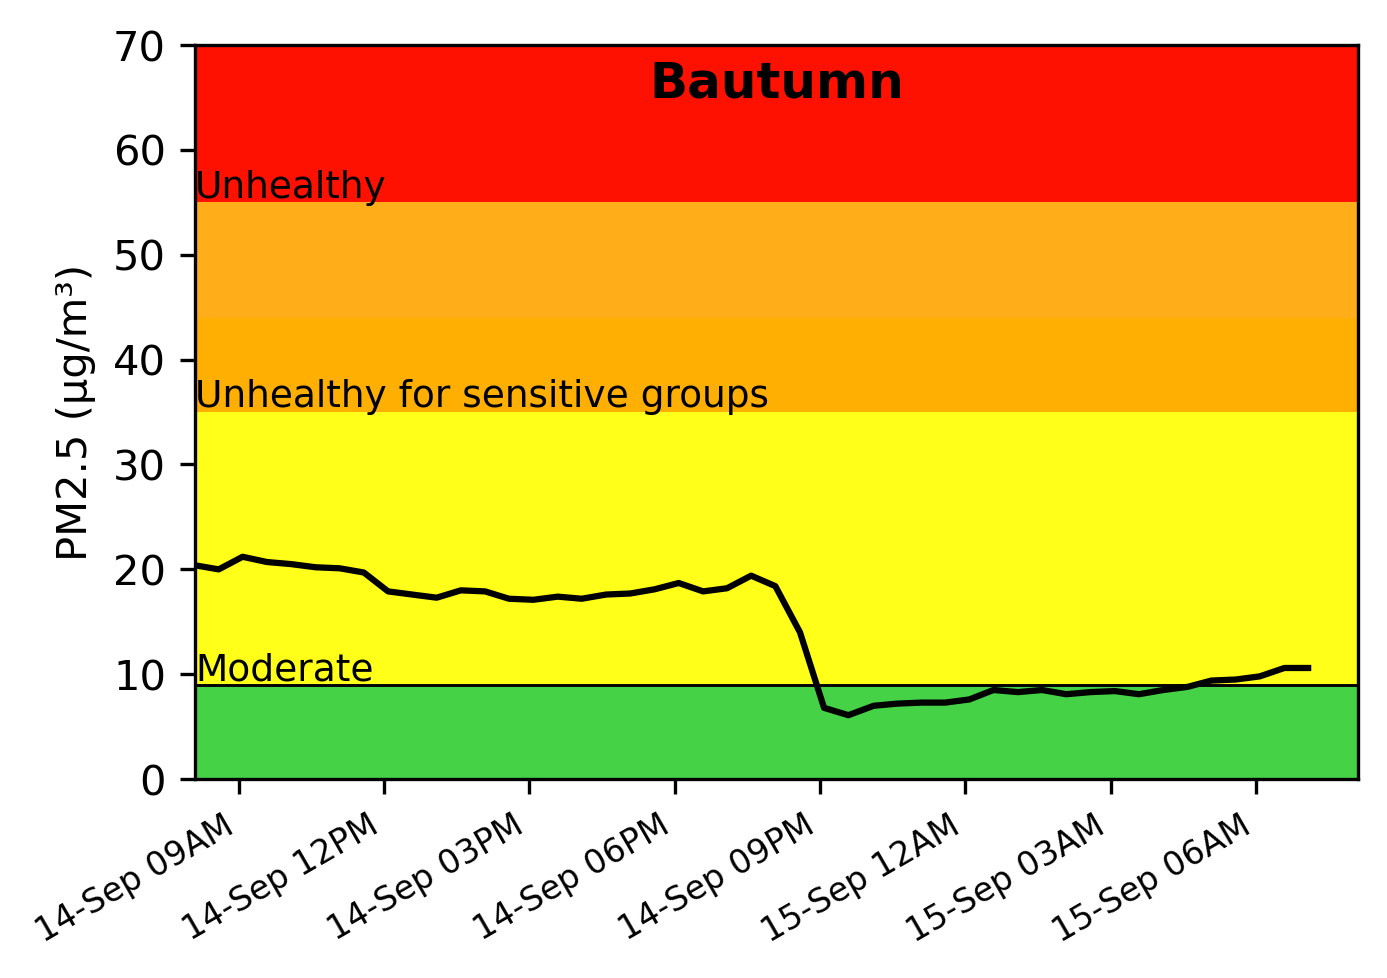 Bautumn
PM2.5 (µg/m³)
70
60
50
40
30
20
10
0
Unhealthy
Unhealthy for sensitive groups
Moderate
14-Sep 09AM
14-Sep 12PM
14-Sep 03PM
14-Sep 06PM
14-Sep 09PM
15-Sep 12AM
15-Sep 03AM
15-Sep 06AM